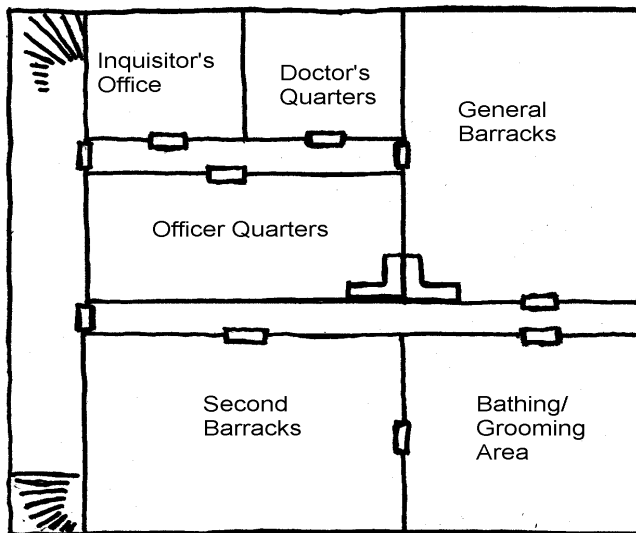 Inquisitor's
Office
Doctor's
Quarters
General
Barracks
Officer Quarters
Second
Barracks
Bathing/
Grooming
Area